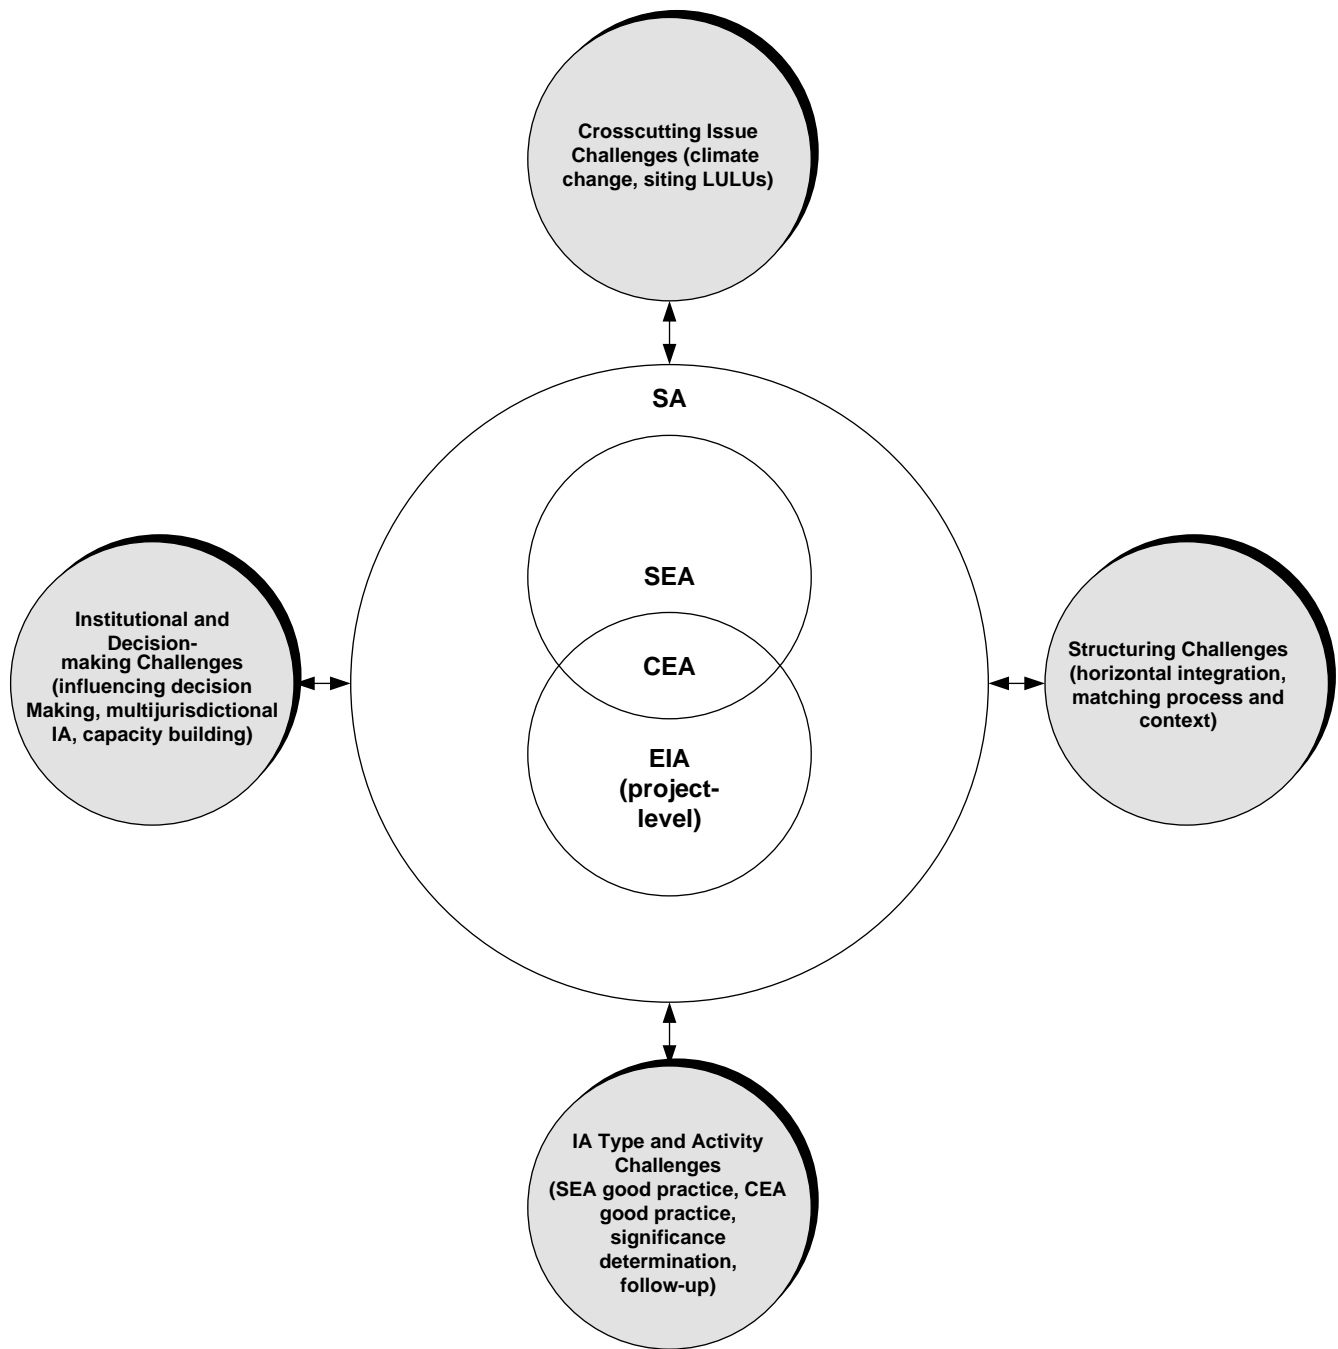 Crosscutting Issue
Challenges (climate
change, siting LULUs)
SA
SEA
CEA
EIA
(project-
level)
Institutional and
Decision-
making Challenges
(influencing decision
Making, multijurisdictional
IA, capacity building)
Structuring Challenges
(horizontal integration,
matching process and
context)
IA Type and Activity
Challenges
(SEA good practice, CEA
good practice,
significance
determination,
follow-up)